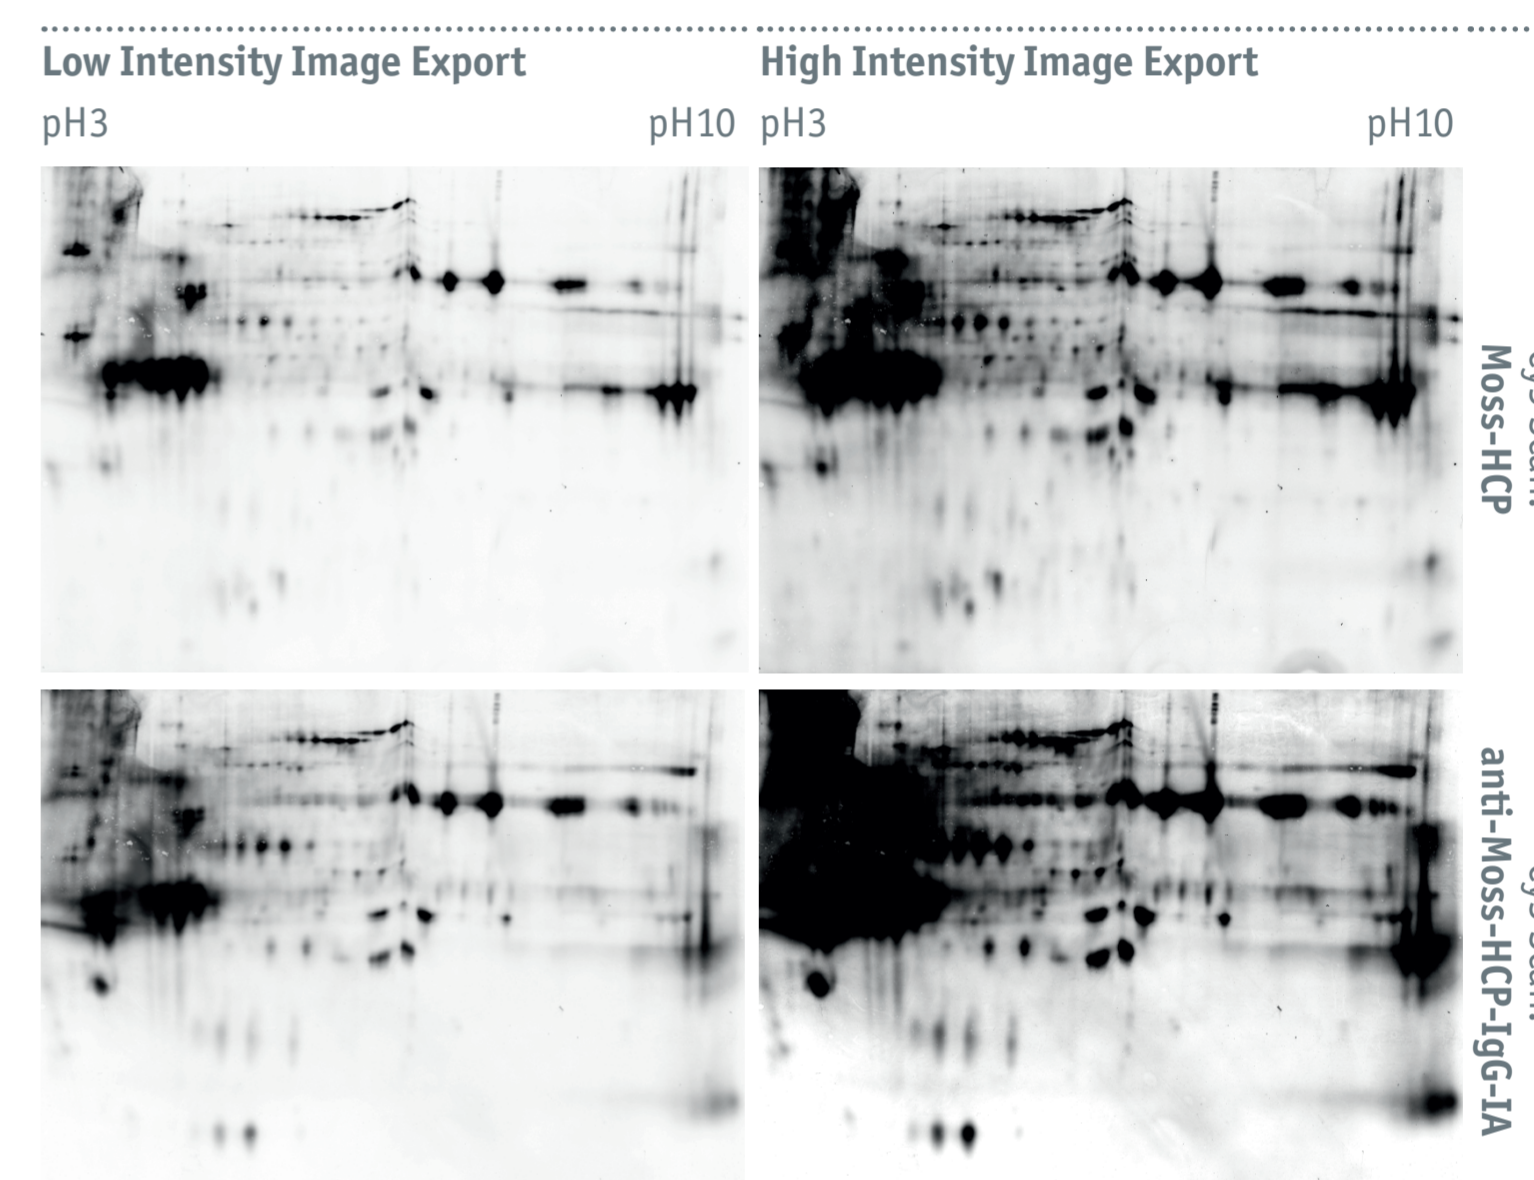 Low Intensity Image Export
High Intensity Image Export
pH3
pH10
pH3
pH10
Moss-HCP
anti-Moss-HCP-IgG-IA